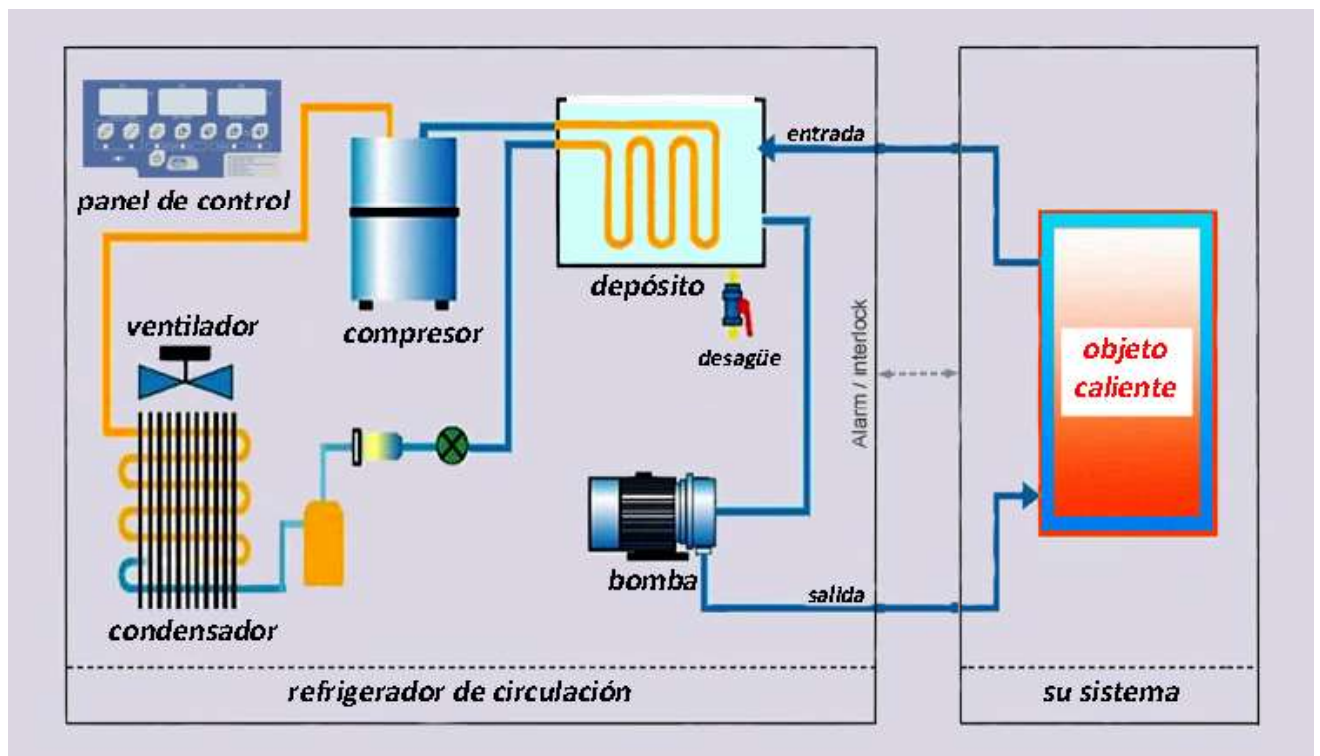 panel de control
compresor
depósito
entrada
desagüe
ventilador
condensador
bomba
salida
Alarm / interlock
objeto
caliente
refrigerador de circulación
su sistema